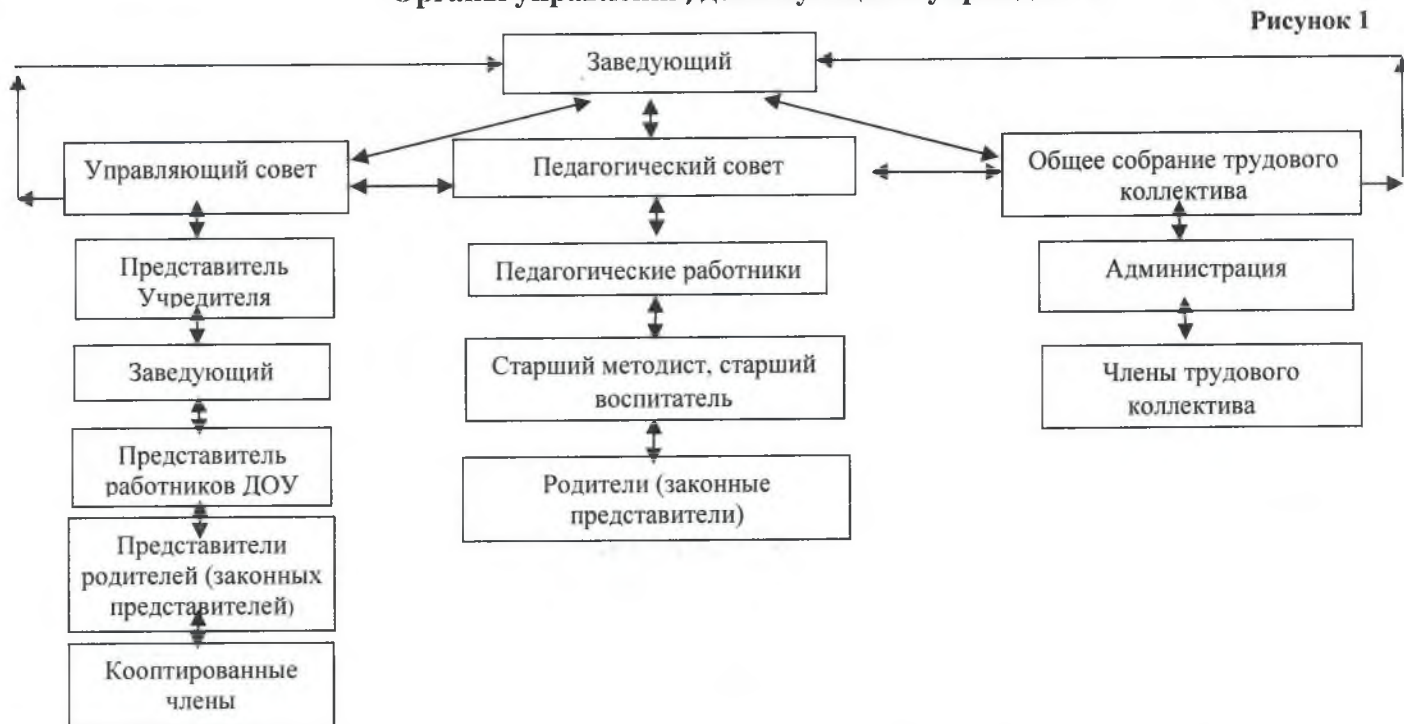 Рисунок 1
Заведующий
Управляющий совет
Педагогический совет
Общее собрание трудового
коллектива
Представитель
Учредителя
Педагогические работники
Администрация
Заведующий
Старший методист, старший
воспитатель
Члены трудового
коллектива
Представитель
работников ДОУ
Родители (законные
представители)
Представители
родителей (законных
представителей)
Кооптированные
члены